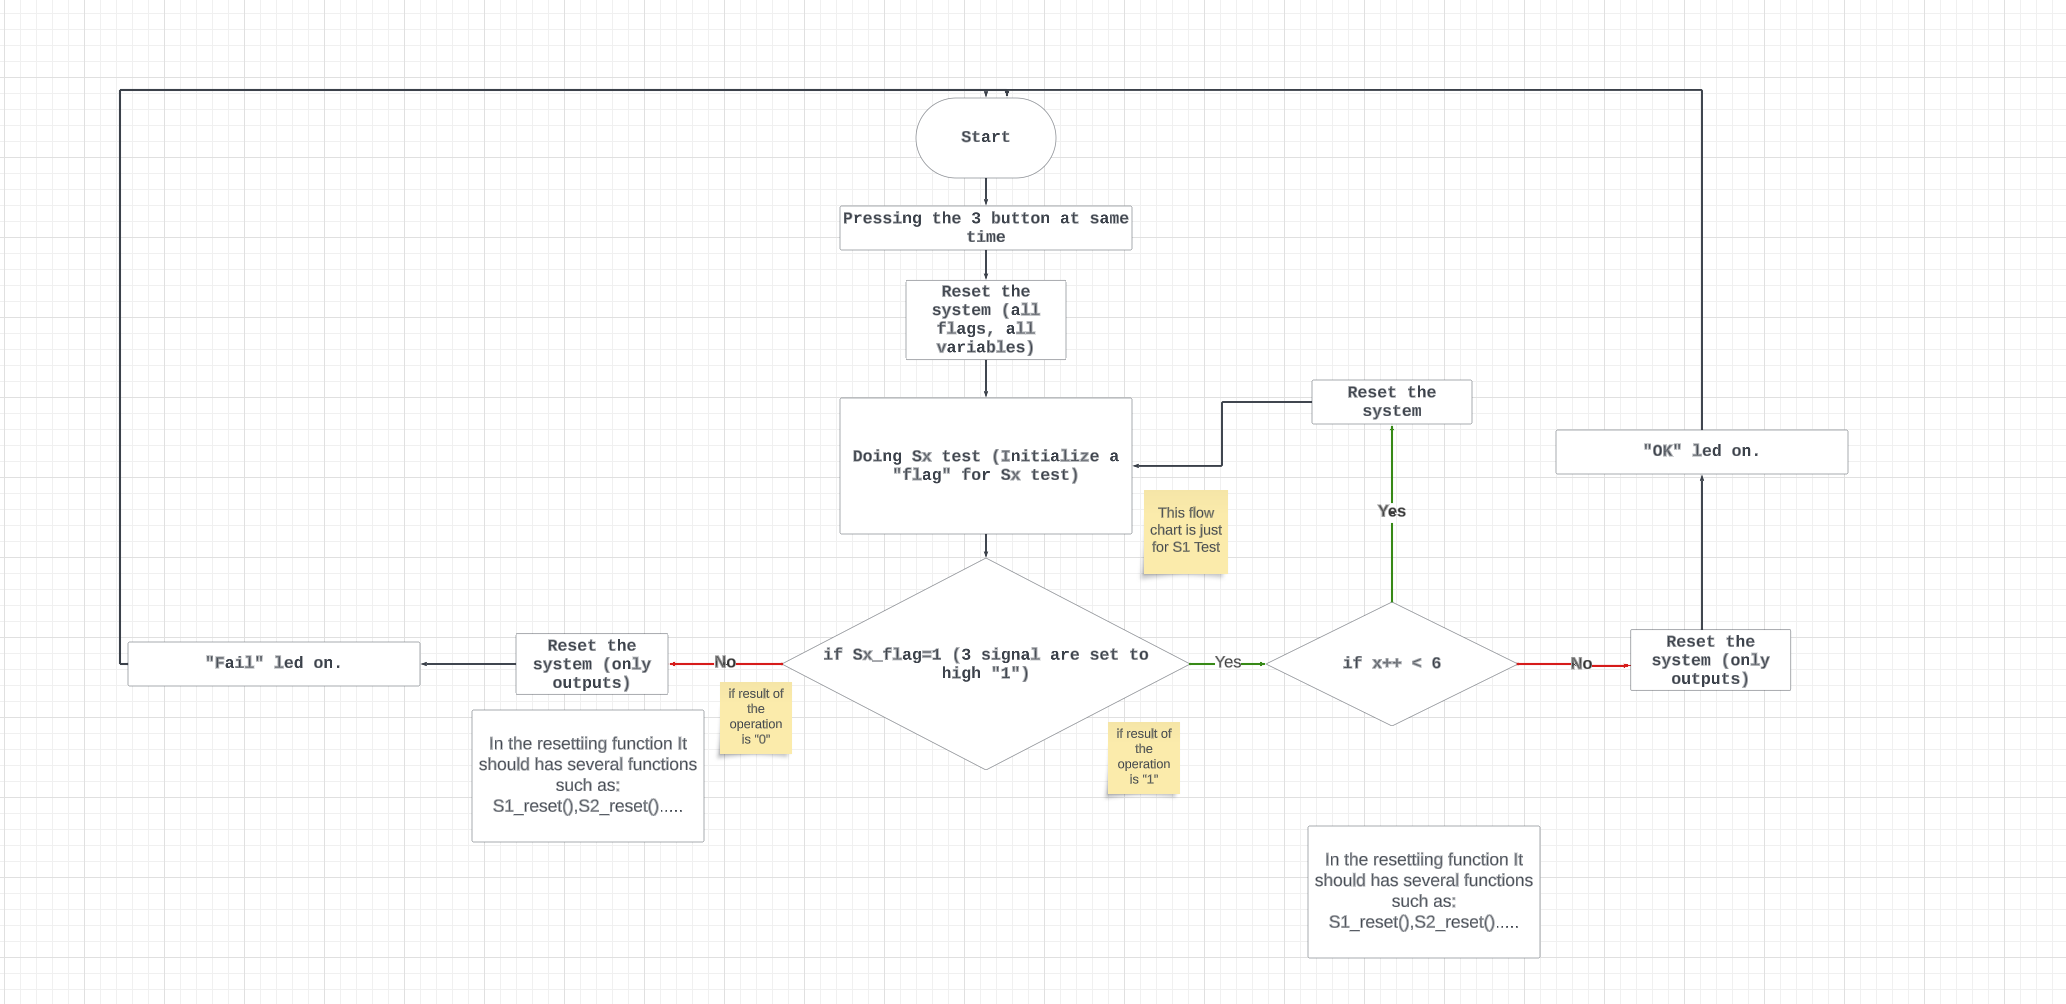 Start
Pressing the 3 button at same
time
Reset the
system (all
flags, all
variables)
Reset the
system
"OK" led on.
Doing Sx test (Initialize a
"flag" for Sx test)
This flow
chart is just
for S1 Test
Yes
"Fail" led on.
Reset the
system (only
outputs)
No
if Sx_flag=1 (3 signal are set to
high "1")
Yes
if x++ < 6
No
Reset the
system (only
outputs)
if result of
the
operation
is "0"
if result of
the
operation
is "1"
In the resettiing function It
should has several functions
such as:
S1_reset(),S2_reset().....
In the resettiing function It
should has several functions
such as:
S1_reset(),S2_reset().....